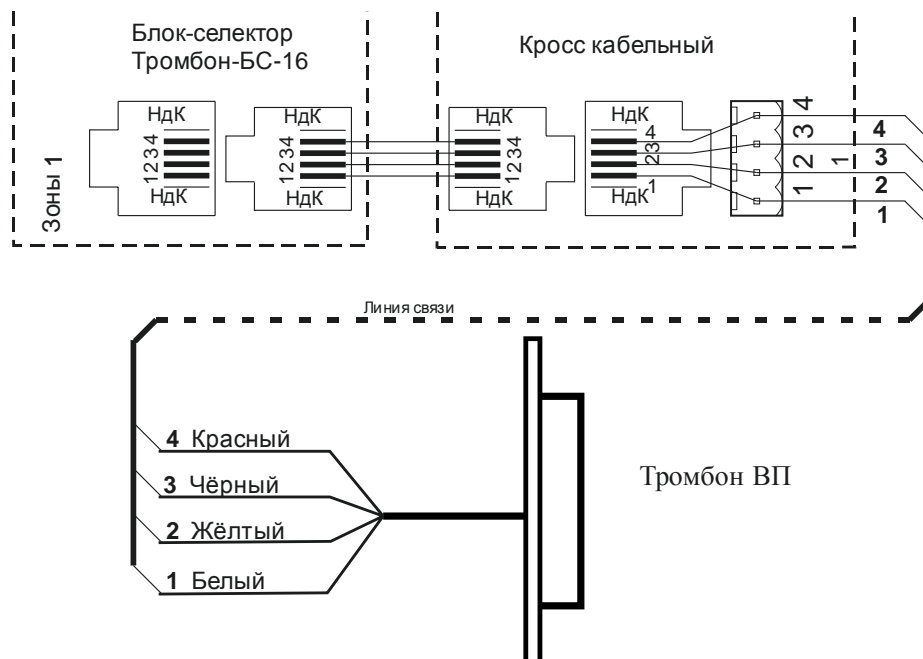 Блок-селектор
Тромбон-БС-16
Кросс кабельный
Зоны 1
НдК
1234
НдК
НдК
1234
НдК
НдК
1234
НдК
НдК
4
23
1
НдК
4
3
2
1
1
4
3
2
1
Линия связи
4 Красный
3 Чёрный
2 Жёлтый
1 Белый
Тромбон ВП